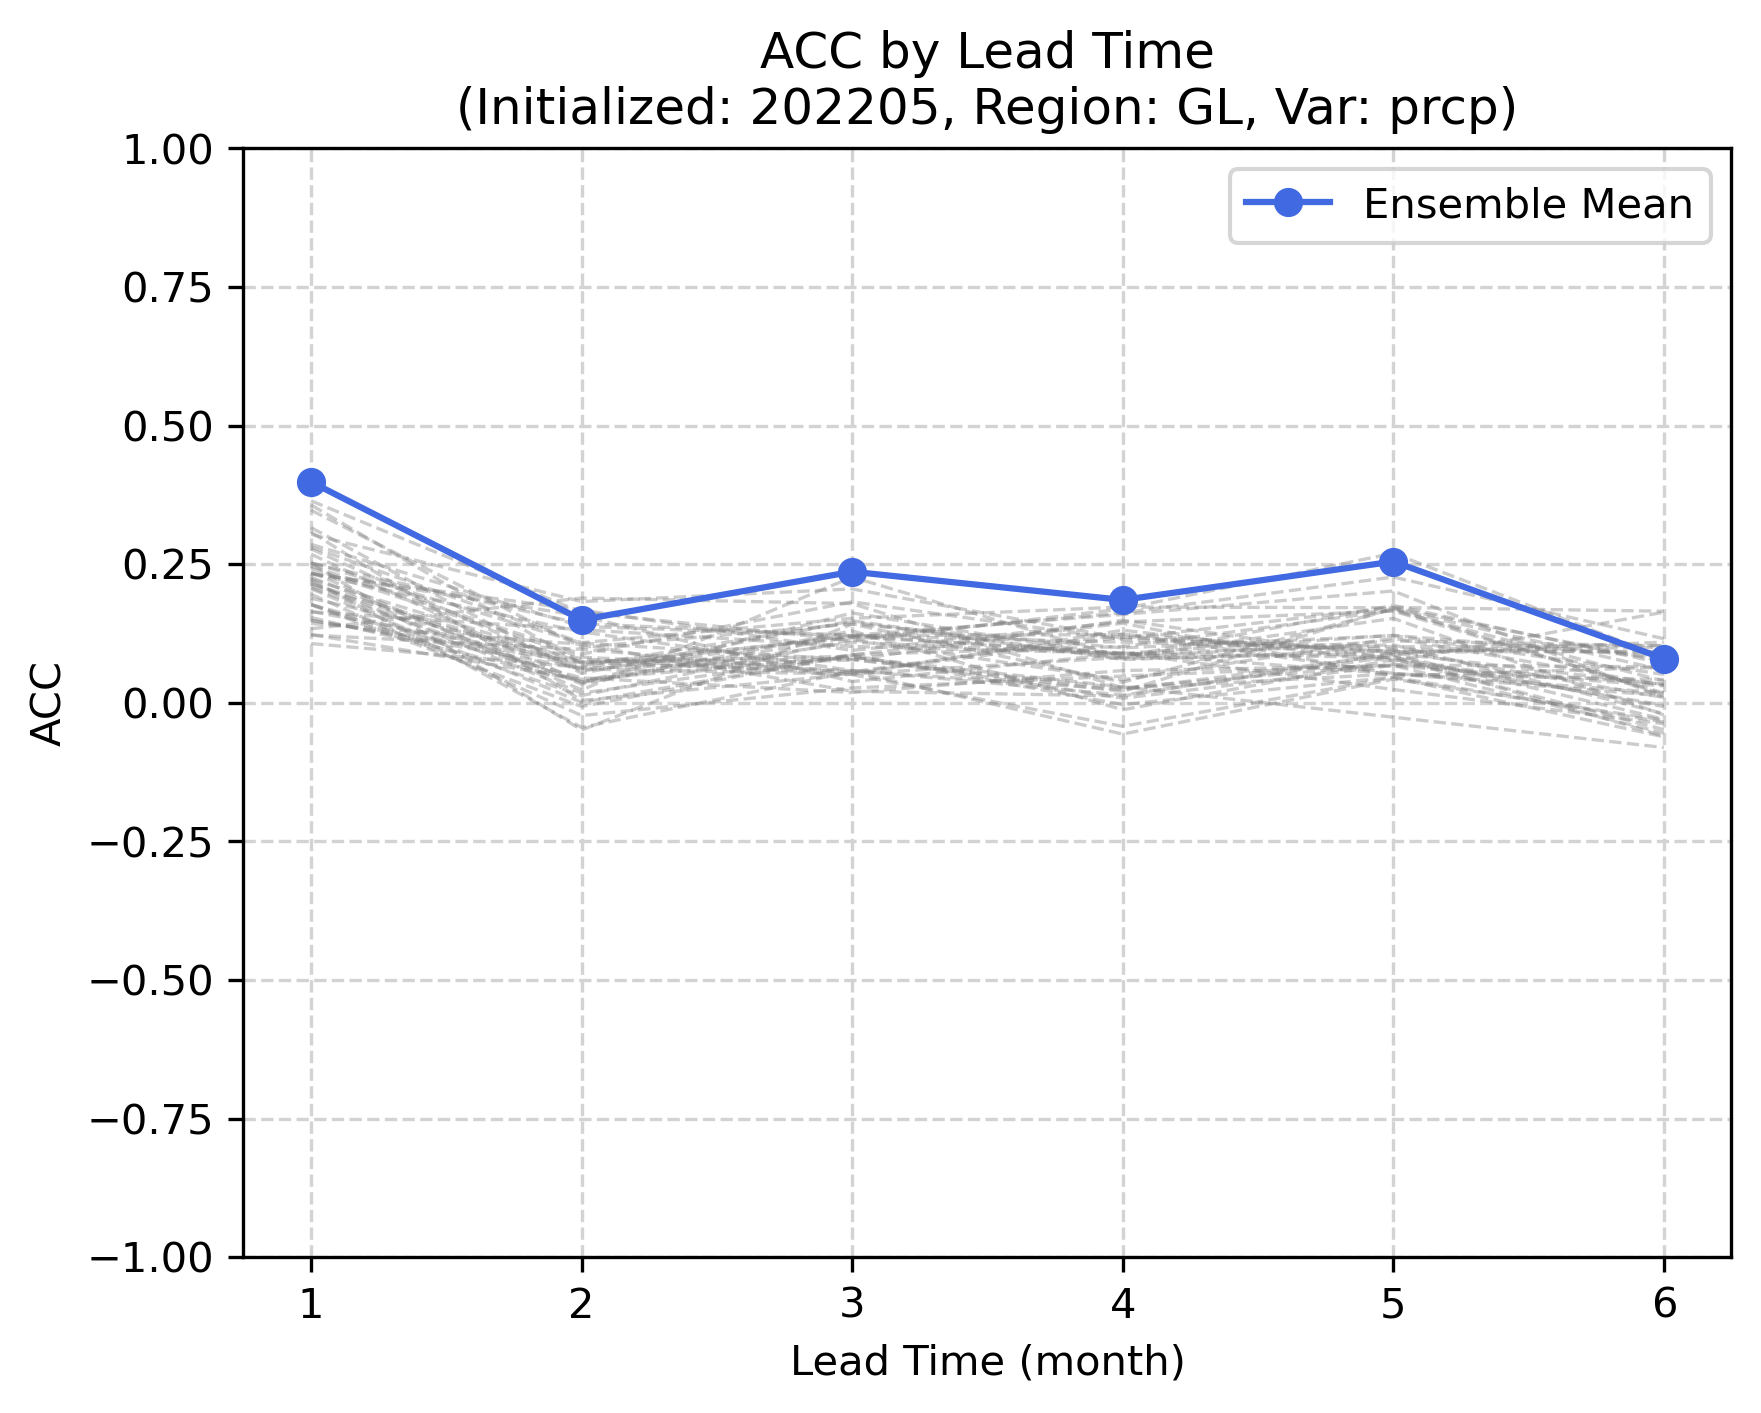 ACC by Lead Time
(Initialized: 202205, Region: GL, Var: prcp)
Ensemble Mean
1.00
0.75
0.50
0.25
0.00
−0.25
−0.50
−0.75
−1.00
ACC
1 2 3 4 5 6
Lead Time (month)